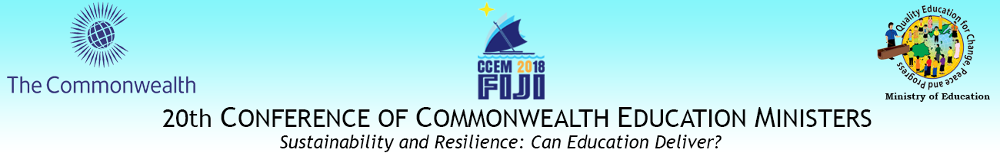 The Commonwealth
CCEM 2018
FIJI
Quality Education for Change, Peace and Progress
Ministry of Education
20th CONFERENCE OF COMMONWEALTH EDUCATION MINISTERS
Sustainability and Resilience: Can Education Deliver?